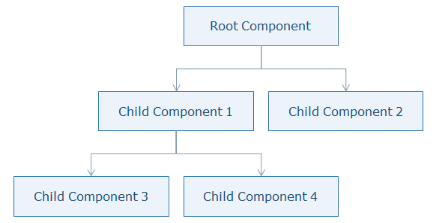 Root Component
Child Component 1
Child Component 2
Child Component 3
Child Component 4